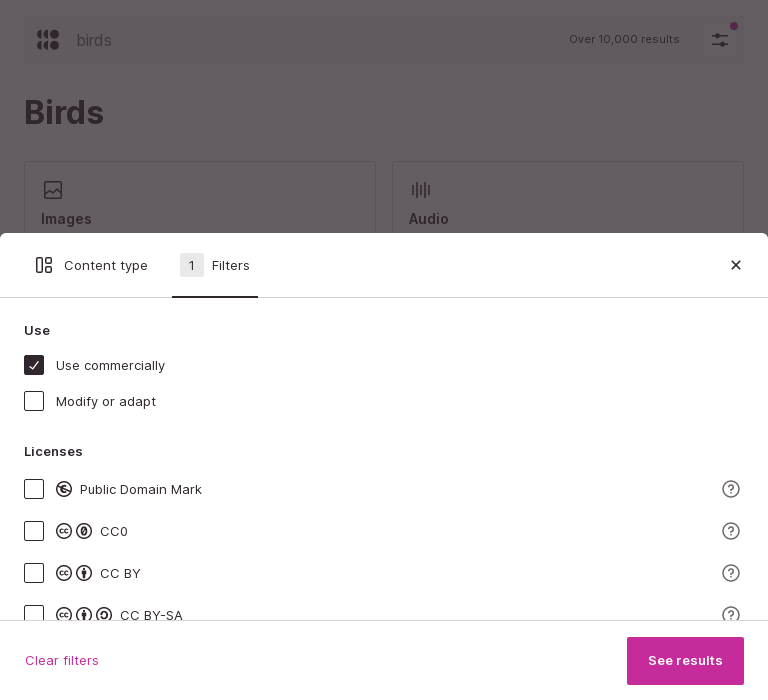 birds
Over 10,000 results
Birds
Images
Audio
Content type
1 Filters
Use
Use commercially
Modify or adapt
Licenses
Public Domain Mark
CC0
CC BY
CC BY-SA
Clear filters
See results